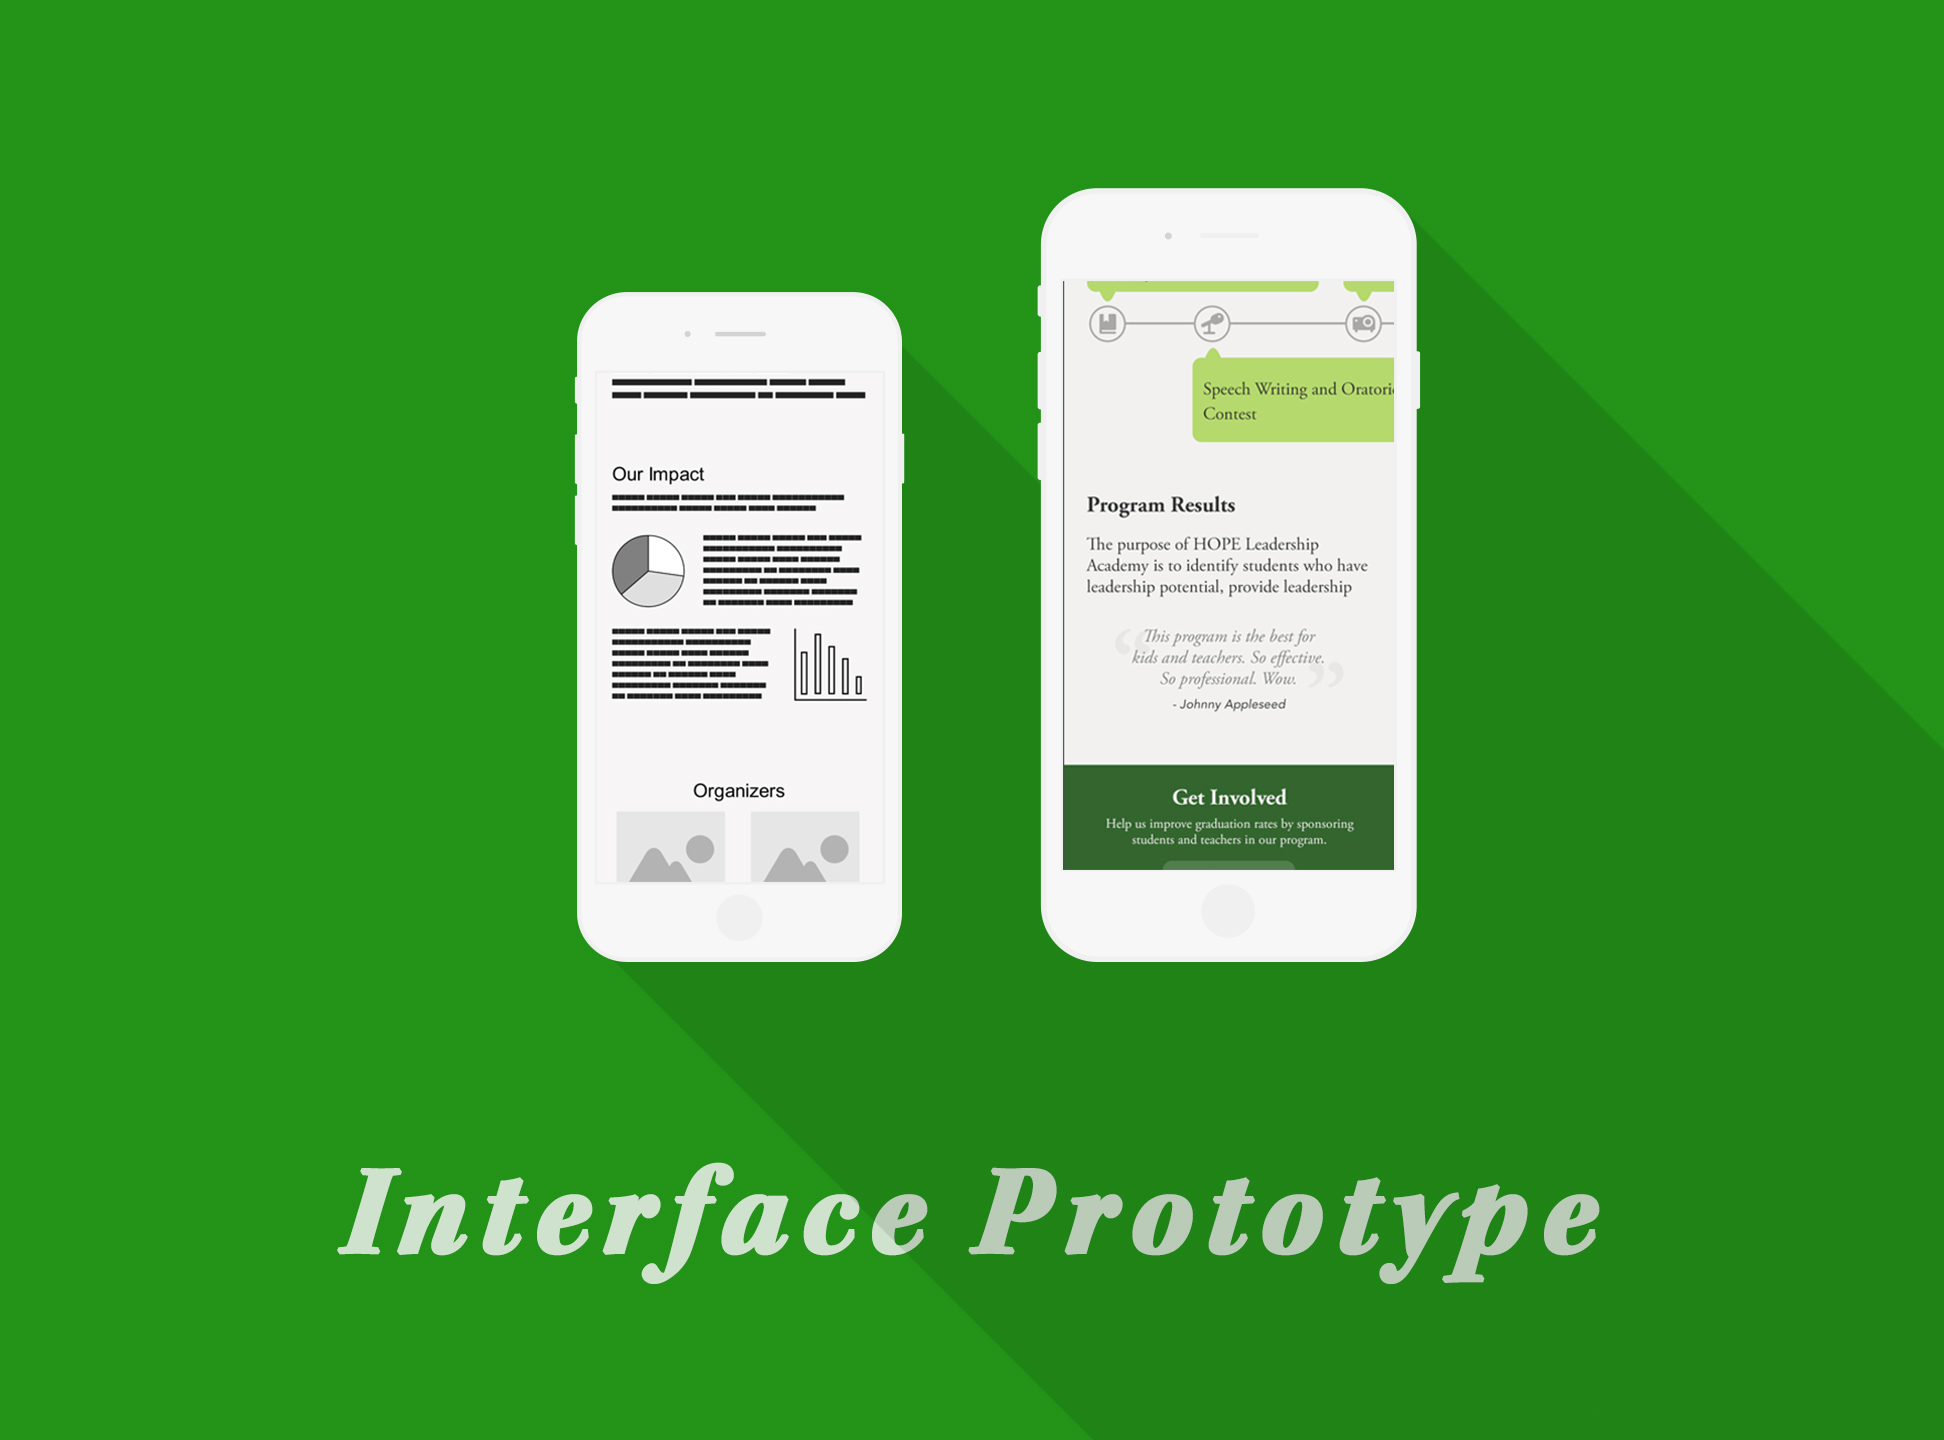 Our Impact
Organizers
Speech Writing and Oratori
Contest
Program Results
The purpose of HOPE Leadership
Academy is to identify students who have
leadership potential, provide leadership
“This program is the best for
kids and teachers. So effective.
So professional. Wow.”
- Johnny Appleseed
Get Involved
Help us improve graduation rates by sponsoring
students and teachers in our program.
Interface Prototype